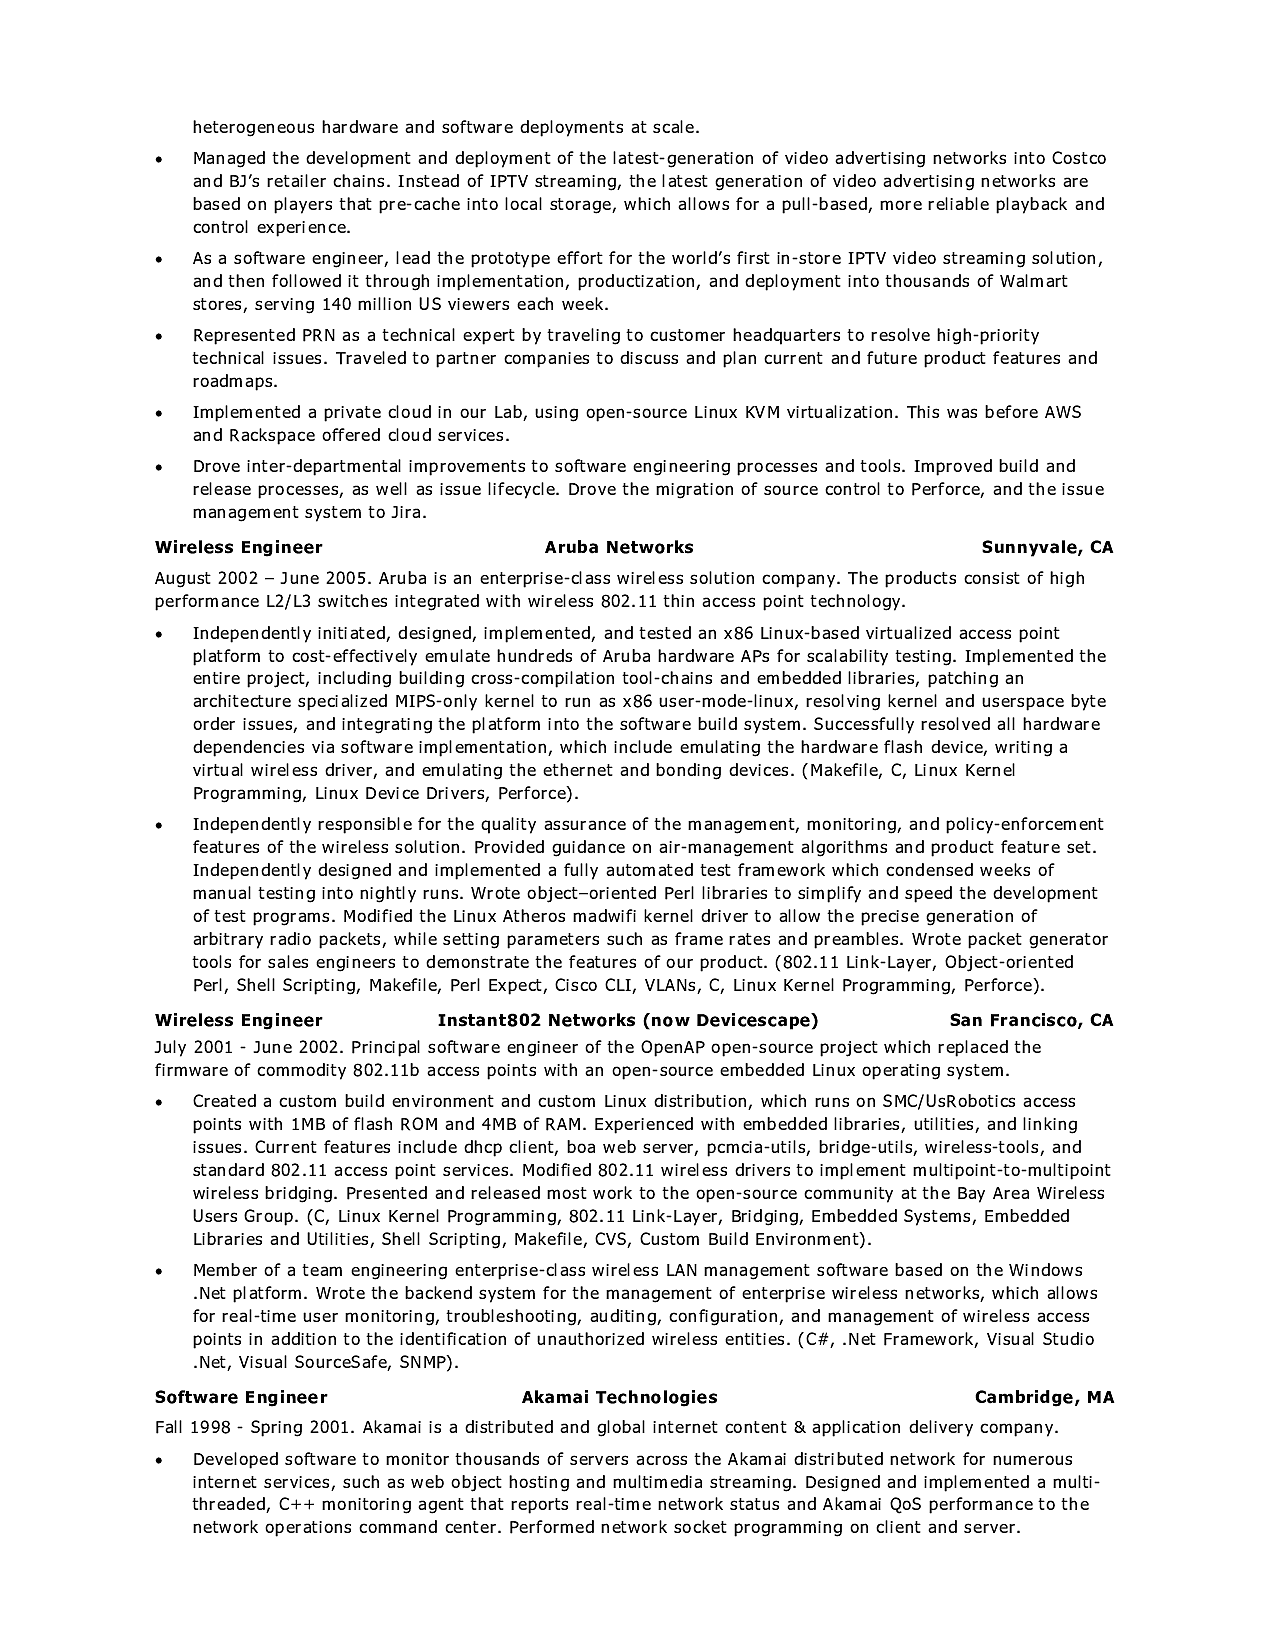 heterogeneous hardware and software deployments at scale.
• Managed the development and deployment of the latest-generation of video advertising networks into Costco
and BJ’s retailer chains. Instead of IPTV streaming, the latest generation of video advertising networks are
based on players that pre-cache into local storage, which allows for a pull-based, more reliable playback and
control experience.
• As a software engineer, lead the prototype effort for the world’s first in-store IPTV video streaming solution,
and then followed it through implementation, productization, and deployment into thousands of Walmart
stores, serving 140 million US viewers each week.
• Represented PRN as a technical expert by traveling to customer headquarters to resolve high-priority
technical issues. Traveled to partner companies to discuss and plan current and future product features and
roadmaps.
• Implemented a private cloud in our Lab, using open-source Linux KVM virtualization. This was before AWS
and Rackspace offered cloud services.
• Drove inter-departmental improvements to software engineering processes and tools. Improved build and
release processes, as well as issue lifecycle. Drove the migration of source control to Perforce, and the issue
management system to Jira.
Wireless Engineer Aruba Networks Sunnyvale, CA
August 2002 – June 2005. Aruba is an enterprise-class wireless solution company. The products consist of high
performance L2/L3 switches integrated with wireless 802.11 thin access point technology.
• Independently initiated, designed, implemented, and tested an x86 Linux-based virtualized access point
platform to cost-effectively emulate hundreds of Aruba hardware APs for scalability testing. Implemented the
entire project, including building cross-compilation tool-chains and embedded libraries, patching an
architecture specialized MIPS-only kernel to run as x86 user-mode-linux, resolving kernel and userspace byte
order issues, and integrating the platform into the software build system. Successfully resolved all hardware
dependencies via software implementation, which include emulating the hardware flash device, writing a
virtual wireless driver, and emulating the ethernet and bonding devices. (Makefile, C, Linux Kernel
Programming, Linux Device Drivers, Perforce).
• Independently responsible for the quality assurance of the management, monitoring, and policy-enforcement
features of the wireless solution. Provided guidance on air-management algorithms and product feature set.
Independently designed and implemented a fully automated test framework which condensed weeks of
manual testing into nightly runs. Wrote object–oriented Perl libraries to simplify and speed the development
of test programs. Modified the Linux Atheros madwifi kernel driver to allow the precise generation of
arbitrary radio packets, while setting parameters such as frame rates and preambles. Wrote packet generator
tools for sales engineers to demonstrate the features of our product. (802.11 Link-Layer, Object-oriented
Perl, Shell Scripting, Makefile, Perl Expect, Cisco CLI, VLANs, C, Linux Kernel Programming, Perforce).
Wireless Engineer Instant802 Networks (now Devicescape) San Francisco, CA
July 2001 - June 2002. Principal software engineer of the OpenAP open-source project which replaced the
firmware of commodity 802.11b access points with an open-source embedded Linux operating system.
• Created a custom build environment and custom Linux distribution, which runs on SMC/UsRobotics access
points with 1MB of flash ROM and 4MB of RAM. Experienced with embedded libraries, utilities, and linking
issues. Current features include dhcp client, boa web server, pcmcia-utils, bridge-utils, wireless-tools, and
standard 802.11 access point services. Modified 802.11 wireless drivers to implement multipoint-to-multipoint
wireless bridging. Presented and released most work to the open-source community at the Bay Area Wireless
Users Group. (C, Linux Kernel Programming, 802.11 Link-Layer, Bridging, Embedded Systems, Embedded
Libraries and Utilities, Shell Scripting, Makefile, CVS, Custom Build Environment).
• Member of a team engineering enterprise-class wireless LAN management software based on the Windows
.Net platform. Wrote the backend system for the management of enterprise wireless networks, which allows
for real-time user monitoring, troubleshooting, auditing, configuration, and management of wireless access
points in addition to the identification of unauthorized wireless entities. (C#, .Net Framework, Visual Studio
.Net, Visual SourceSafe, SNMP).
Software Engineer Akamai Technologies Cambridge, MA
Fall 1998 - Spring 2001. Akamai is a distributed and global internet content & application delivery company.
• Developed software to monitor thousands of servers across the Akamai distributed network for numerous
internet services, such as web object hosting and multimedia streaming. Designed and implemented a multi-
threaded, C++ monitoring agent that reports real-time network status and Akamai QoS performance to the
network operations command center. Performed network socket programming on client and server.